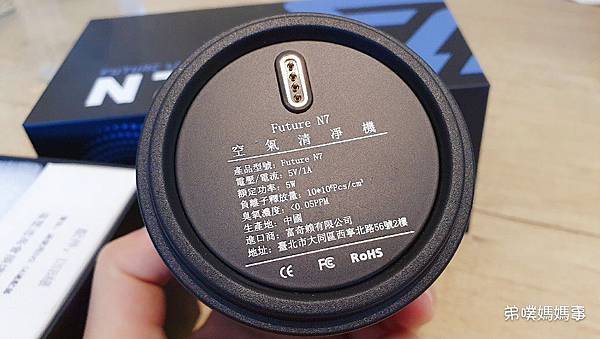 Future N7
空氣清淨機
產品型號: Future N7
電壓/電流: 5V/1A
額定功率: 5W
負離子釋放量: 10*10⁶Pcs/cm³
臭氧濃度: <0.05PPM
生產地: 中國
進口商: 富奇賴有限公司
地址: 臺北市大同區西寧北路56號2樓
CE FC RoHS
弟噗媽媽事